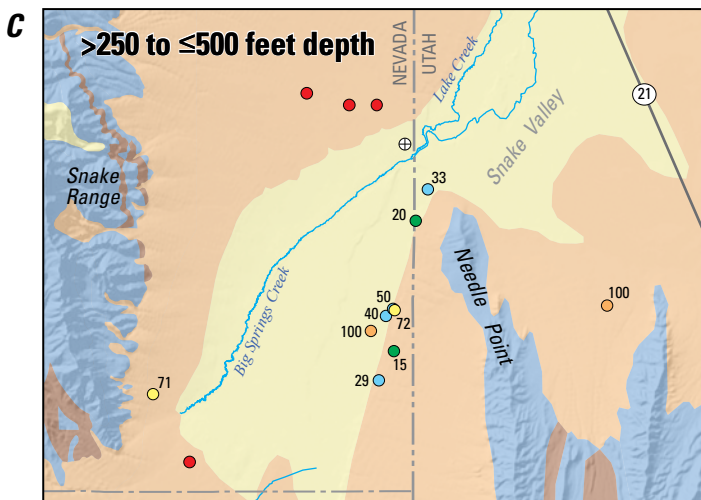 C
>250 to ≤500 feet depth
NEVADA
UTAH
Lake Creek
21
Snake Valley
Snake
Range
33
20
Needle Point
100
50
40
72
100
Big Springs Creek
15
29
71